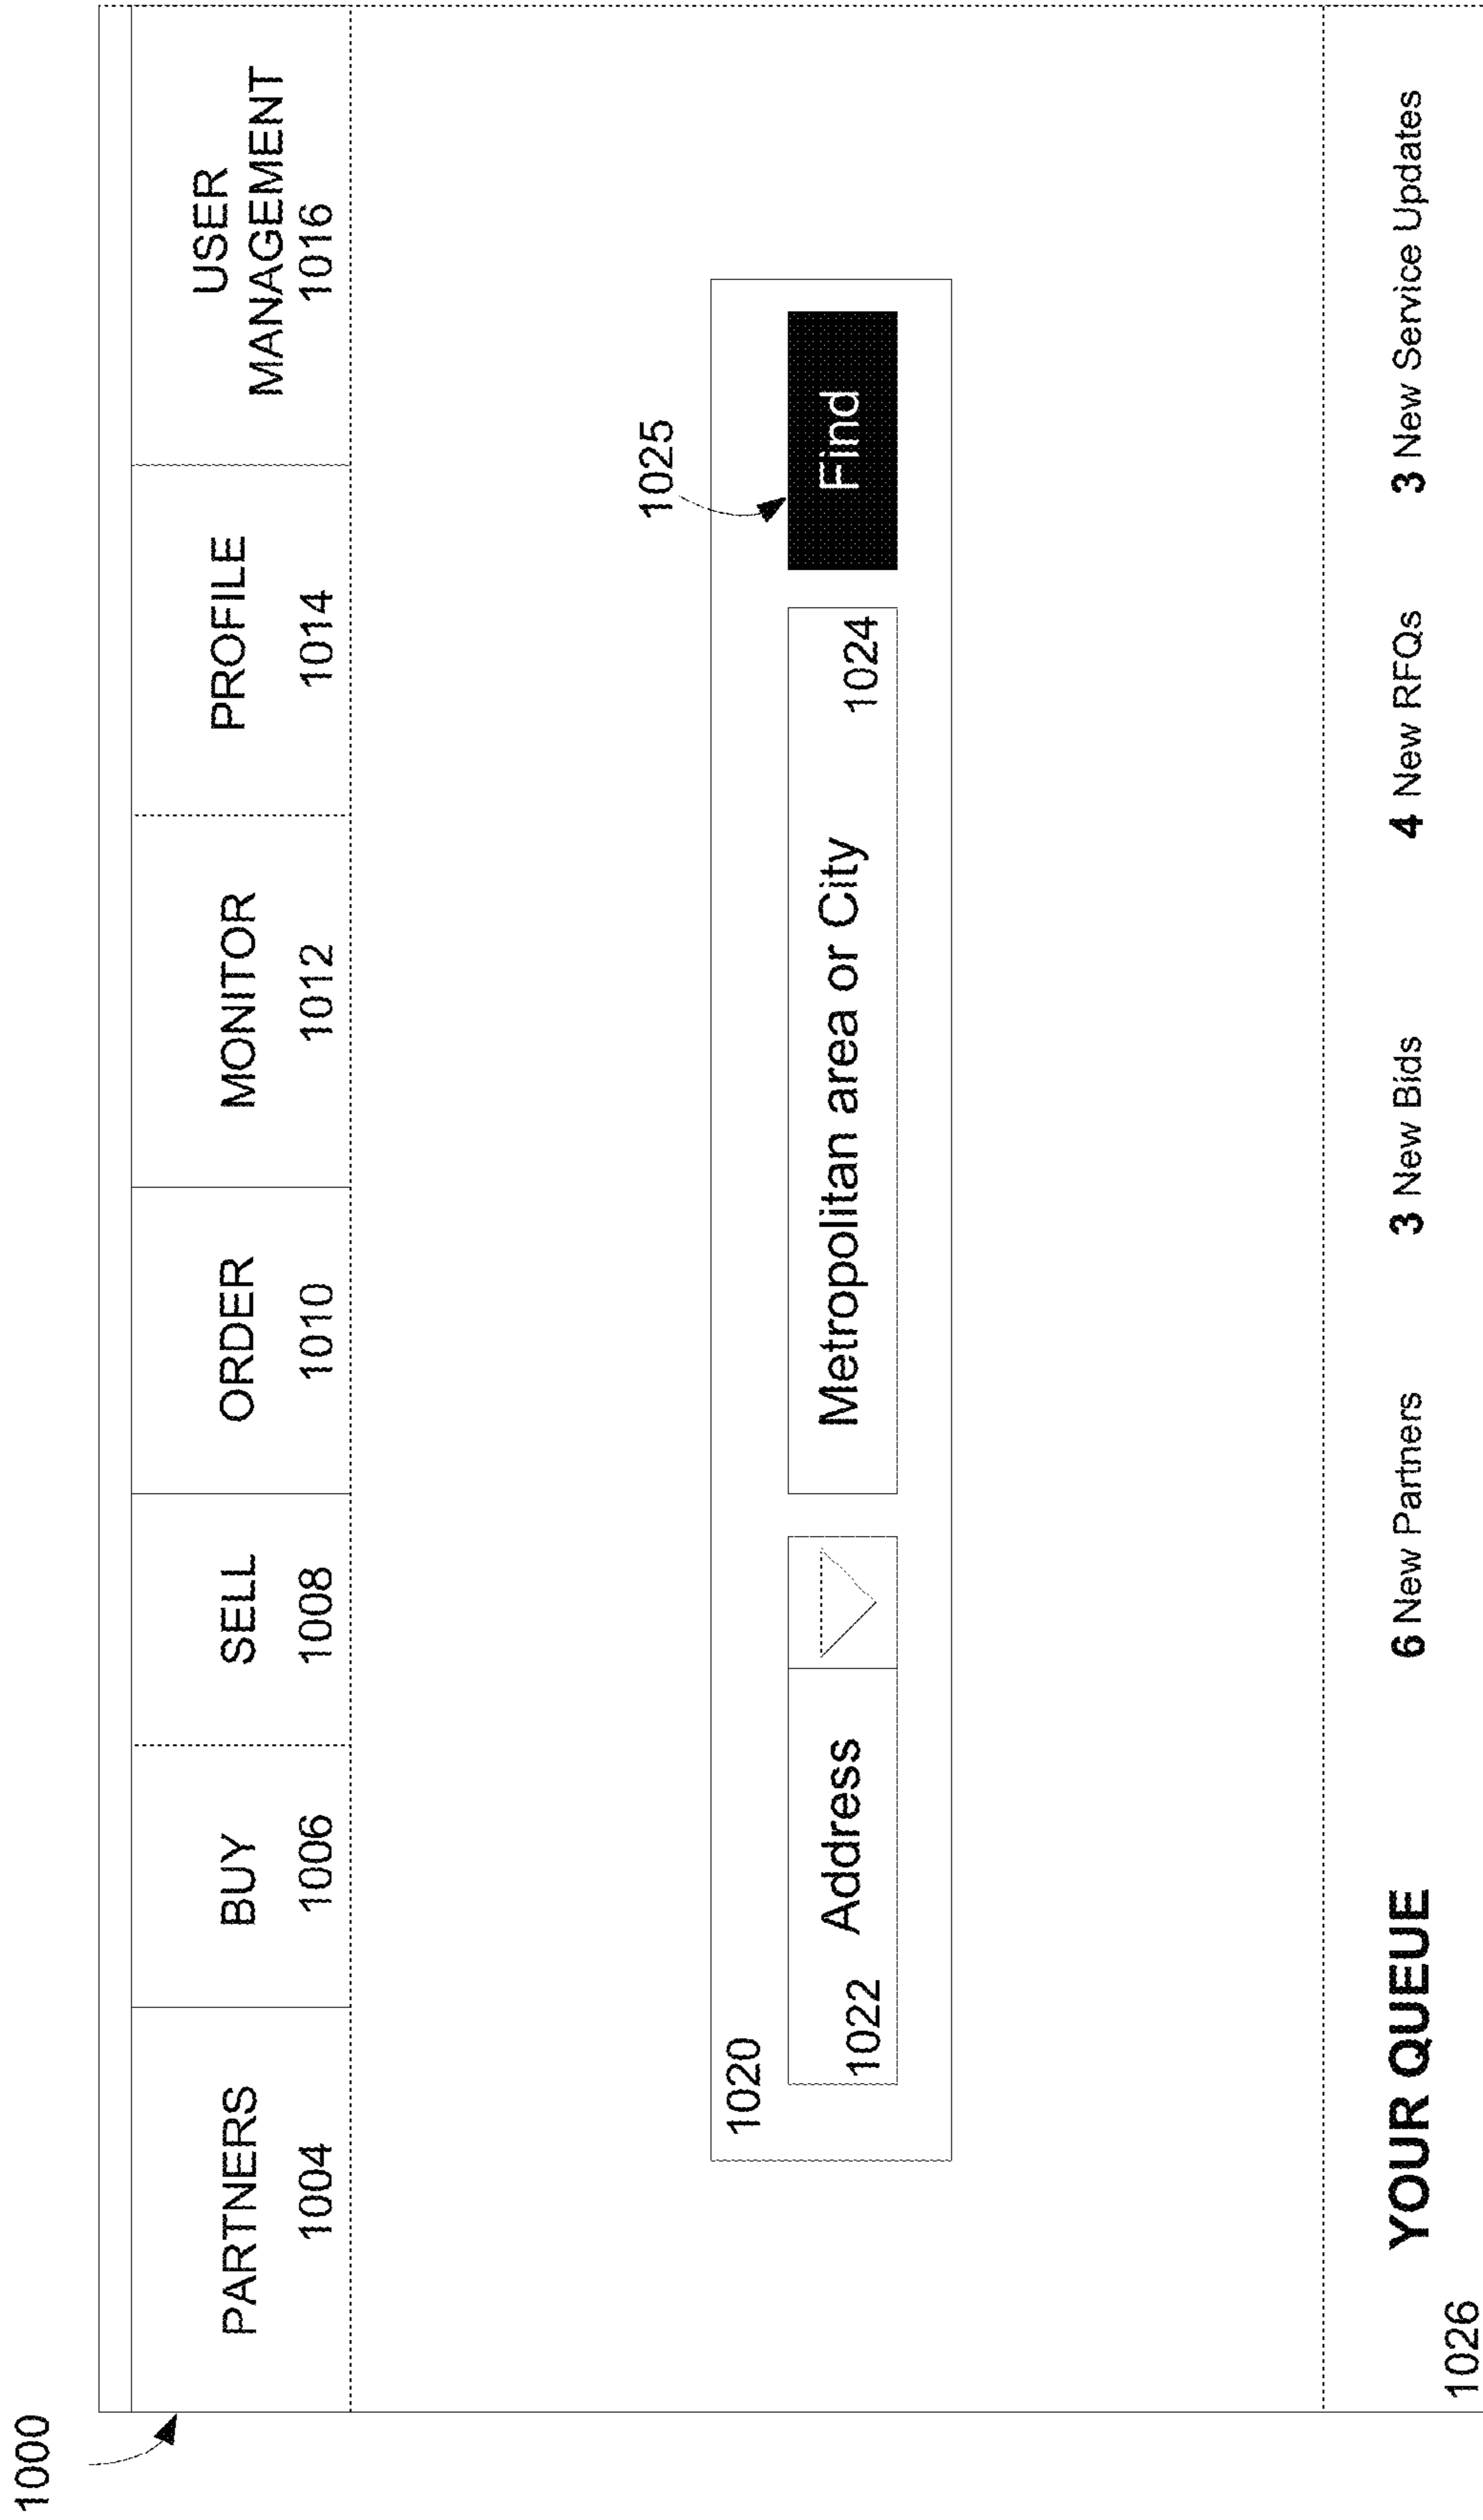 1000
PARTNERS
1004
BUY
1006
SELL
1008
ORDER
1010
MONITOR
1012
PROFILE
1014
USER
MANAGEMENT
1016
1020
1025
1022 Address
Metropolitan area or City 1024
Find
YOUR QUEUE 6 New Partners 3 New Bids 4 New RFQs 3 New Service Updates
1026